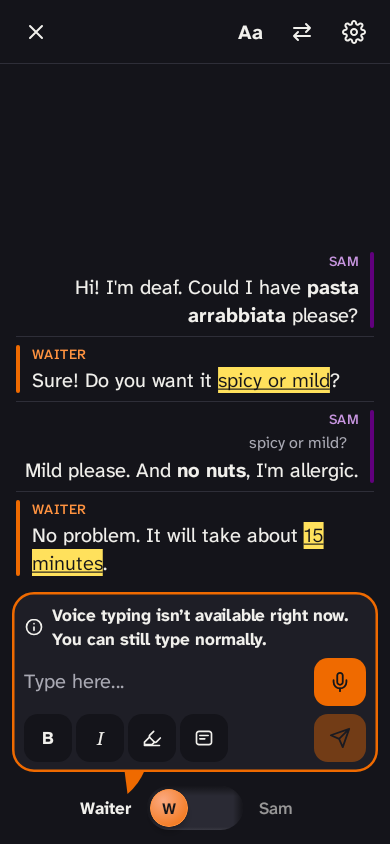 Aa
SAM
Hi! I'm deaf. Could I have pasta
arrabbiata please?
WAITER
Sure! Do you want it spicy or mild?
SAM
spicy or mild?
Mild please. And no nuts, I'm allergic.
WAITER
No problem. It will take about 15
minutes.
Voice typing isn’t available right now.
You can still type normally.
Type here...
B I
Waiter W Sam